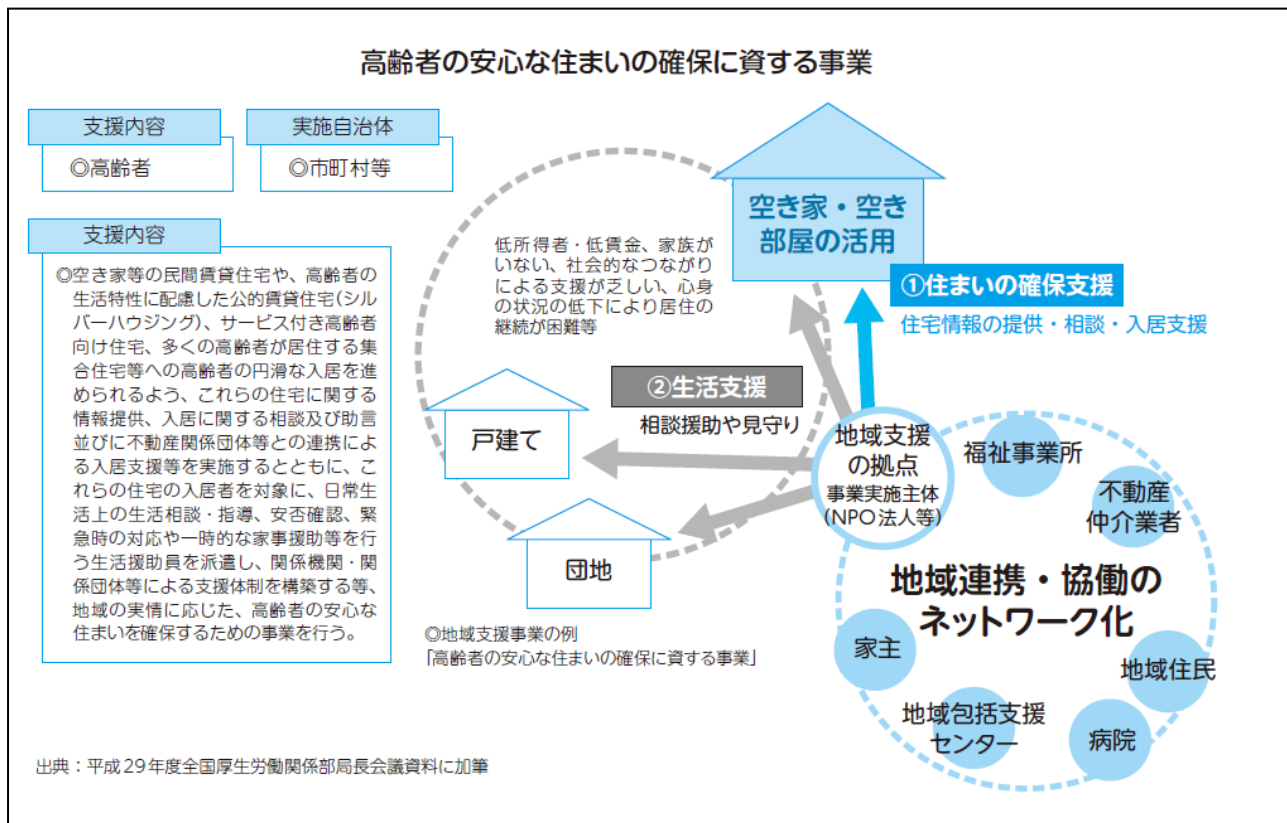 高齢者の安心な住まいの確保に資する事業
支援内容
◎高齢者
実施自治体
◎市町村等
支援内容
◎空き家等の民間賃貸住宅や、高齢者の
生活特性に配慮した公的賃貸住宅（シル
バーハウジング）、サービス付き高齢者
向け住宅、多くの高齢者が居住する集
合住宅等への高齢者の円滑な入居を進
められるよう、これらの住宅に関する
情報提供、入居に関する相談及び助言
並びに不動産関係団体等との連携によ
る入居支援等を実施するとともに、こ
れらの住宅の入居者を対象に、日常生
活上の生活相談・指導、安否確認、緊
急時の対応や一時的な家事援助等を行
う生活援助員を派遣し、関係機関・関
係団体等による支援体制を構築する等、
地域の実情に応じた、高齢者の安心な
住まいを確保するための事業を行う。
空き家・空き
部屋の活用
低所得者・低賃金、家族が
いない、社会的なつながり
による支援が乏しい、心身
の状況の低下により居住の
継続が困難等
①住まいの確保支援
住宅情報の提供・相談・入居支援
②生活支援
相談援助や見守り
戸建て
団地
地域支援
の拠点
事業実施主体
(NPO法人等)
◎地域支援事業の例
「高齢者の安心な住まいの確保に資する事業」
福祉事業所
不動産
仲介業者
地域連携・協働の
ネットワーク化
家主
地域住民
地域包括支援
センター
病院
出典：平成29年度全国厚生労働関係部局長会議資料に加筆